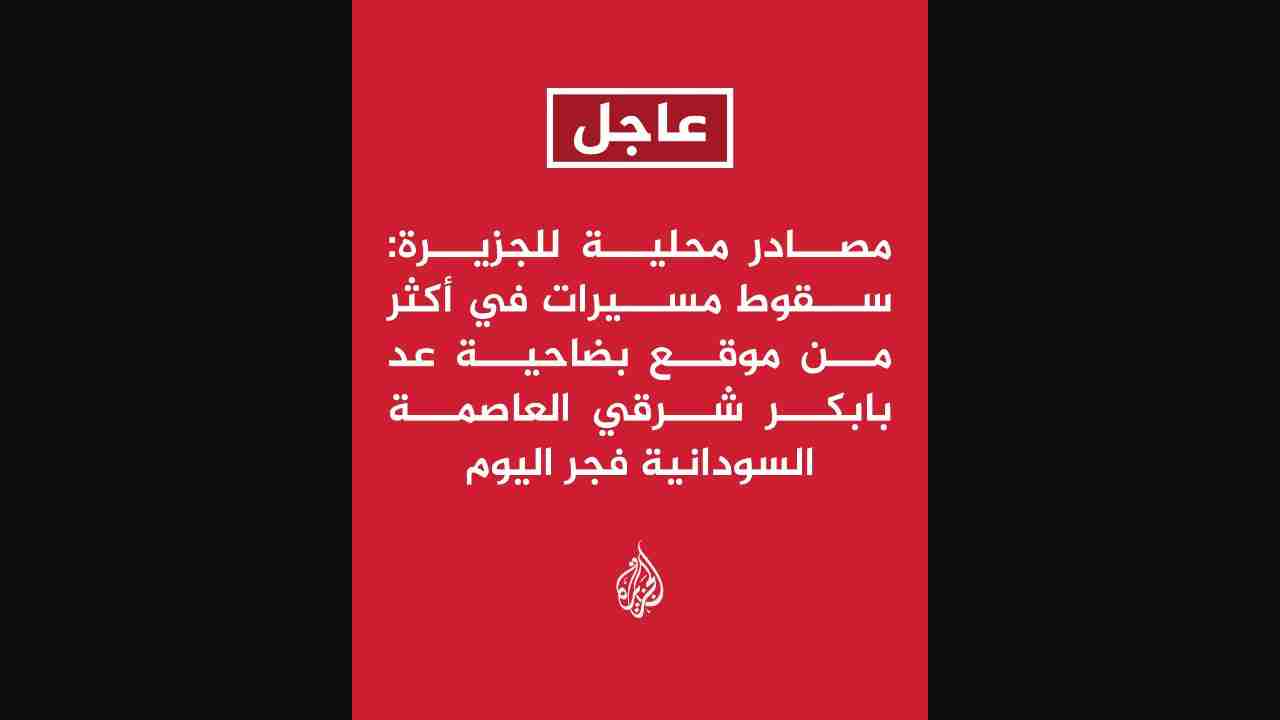 عاجل
مصادر محلية للجزيرة:
سقوط مسيرات في أكثر
من موقع بضاحية عد
بابكر شرقي العاصمة
السودانية فجر اليوم
الجزيرة